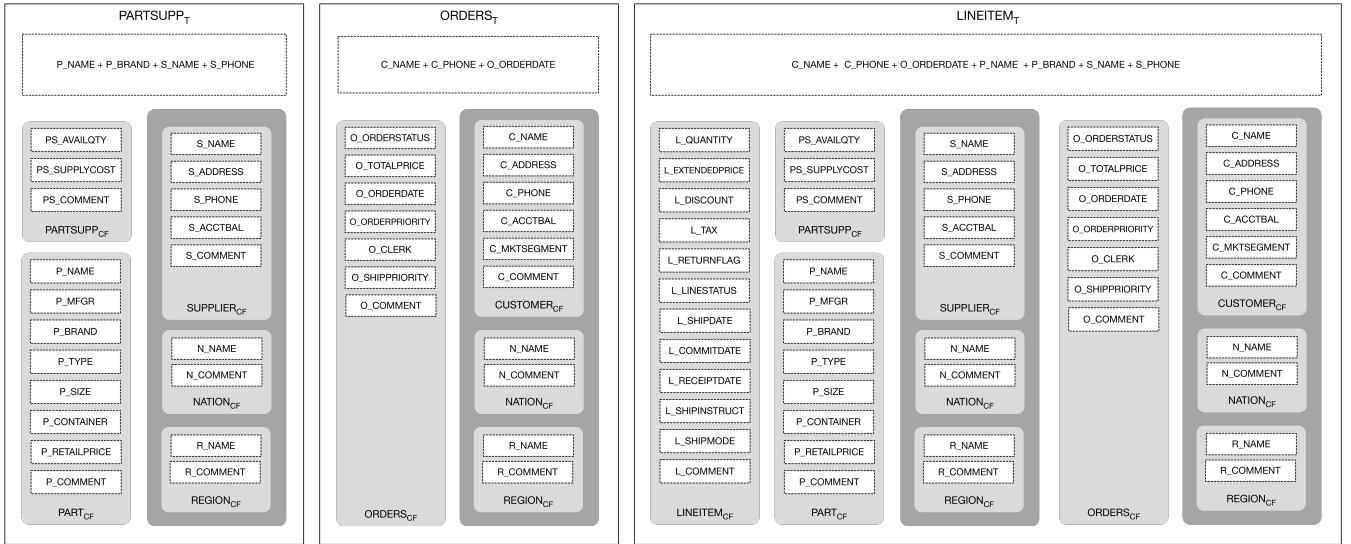 PARTSUPP_T
P_NAME + P_BRAND + S_NAME + S_PHONE
PS_AVAILQTY
PS_SUPPLYCOST
PS_COMMENT
PARTSUPP_CF
P_NAME
P_MFGR
P_BRAND
P_TYPE
P_SIZE
P_CONTAINER
P_RETAILPRICE
P_COMMENT
PART_CF
S_NAME
S_ADDRESS
S_PHONE
S_ACCTBAL
S_COMMENT
SUPPLIER_CF
N_NAME
N_COMMENT
NATION_CF
R_NAME
R_COMMENT
REGION_CF
ORDERS_T
C_NAME + C_PHONE + O_ORDERDATE
O_ORDERSTATUS
O_TOTALPRICE
O_ORDERDATE
O_ORDERPRIORITY
O_CLERK
O_SHIPPRIORITY
O_COMMENT
ORDERS_CF
C_NAME
C_ADDRESS
C_PHONE
C_ACCTBAL
C_MKTSEGMENT
C_COMMENT
CUSTOMER_CF
N_NAME
N_COMMENT
NATION_CF
R_NAME
R_COMMENT
REGION_CF
LINEITEM_T
C_NAME + C_PHONE + O_ORDERDATE + P_NAME + P_BRAND + S_NAME + S_PHONE
L_QUANTITY
L_EXTENDEDPRICE
L_DISCOUNT
L_TAX
L_RETURNFLAG
L_LINESTATUS
L_SHIPDATE
L_COMMITDATE
L_RECEIPTDATE
L_SHIPINSTRUCT
L_SHIPMODE
L_COMMENT
LINEITEM_CF
PS_AVAILQTY
PS_SUPPLYCOST
PS_COMMENT
PARTSUPP_CF
P_NAME
P_MFGR
P_BRAND
P_TYPE
P_SIZE
P_CONTAINER
P_RETAILPRICE
P_COMMENT
PART_CF
S_NAME
S_ADDRESS
S_PHONE
S_ACCTBAL
S_COMMENT
SUPPLIER_CF
N_NAME
N_COMMENT
NATION_CF
R_NAME
R_COMMENT
REGION_CF
O_ORDERSTATUS
O_TOTALPRICE
O_ORDERDATE
O_ORDERPRIORITY
O_CLERK
O_SHIPPRIORITY
O_COMMENT
ORDERS_CF
C_NAME
C_ADDRESS
C_PHONE
C_ACCTBAL
C_MKTSEGMENT
C_COMMENT
CUSTOMER_CF
N_NAME
N_COMMENT
NATION_CF
R_NAME
R_COMMENT
REGION_CF